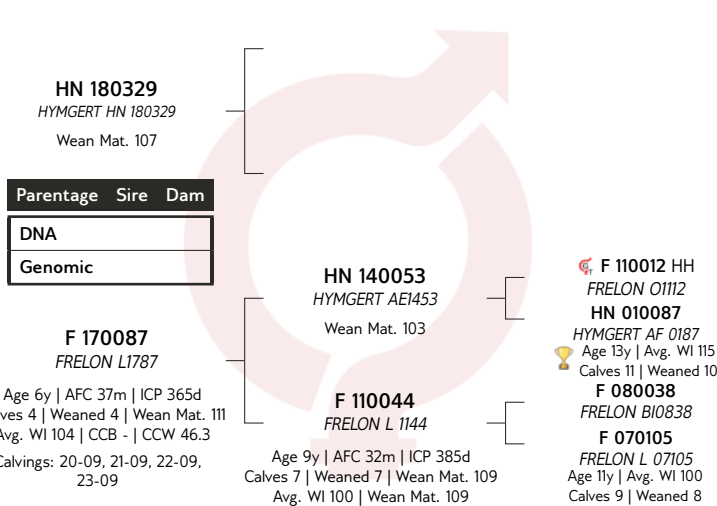 HN 180329
HYMGERT HN 180329
Wean Mat. 107
Parentage Sire Dam
DNA
Genomic
F 170087
FRELON L1787
Age 6y | AFC 37m | ICP 365d
ves 4 | Weaned 4 | Wean Mat. 111
Avg. WI 104 | CCB - | CCW 46.3
Calvings: 20-09, 21-09, 22-09,
23-09
HN 140053
HYMGERT AE1453
Wean Mat. 103
F 110044
FRELON L 1144
Age 9y | AFC 32m | ICP 385d
Calves 7 | Weaned 7 | Wean Mat. 109
Avg. WI 100 | Wean Mat. 109
F 110012 HH
FRELON O1112
HN 010087
HYMGERT AF 0187
Age 13y | Avg. WI 115
Calves 11 | Weaned 10
F 080038
FRELON BI0838
F 070105
FRELON L 07105
Age 11y | Avg. WI 100
Calves 9 | Weaned 8